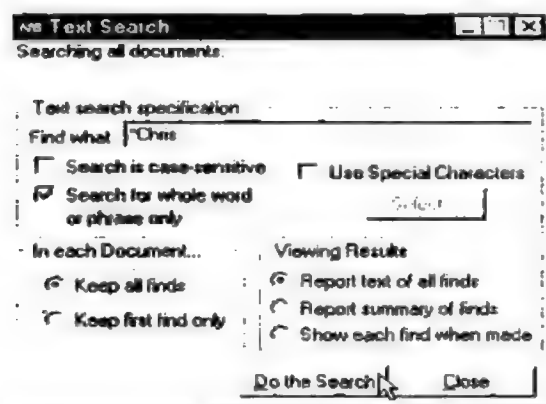 Text Search
Searching all documents.
Text search specification
Find what "Chris
Search is case-sensitive
Use Special Characters
Search for whole word
or phrase only
Select
In each Document...
Keep all finds
Keep first find only
Viewing Results
Report text of all finds
Report summary of finds
Show each find when made
Do the Search
Close